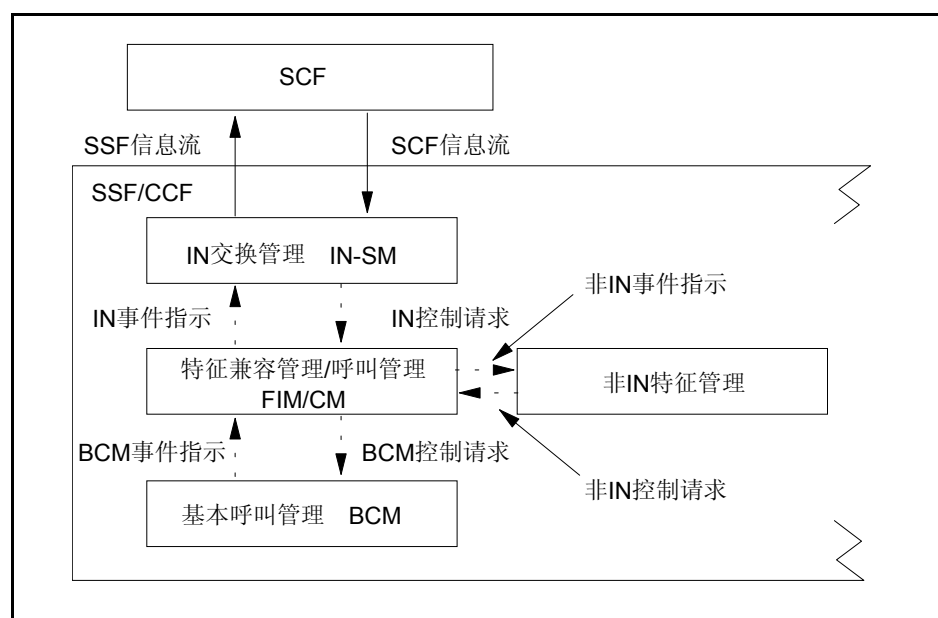 SCF
SSF信息流
SCF信息流
SSF/CCF
IN交换管理 IN-SM
非IN事件指示
IN事件指示
IN控制请求
特征兼容管理/呼叫管理
FIM/CM
非IN特征管理
BCM事件指示
BCM控制请求
非IN控制请求
基本呼叫管理 BCM